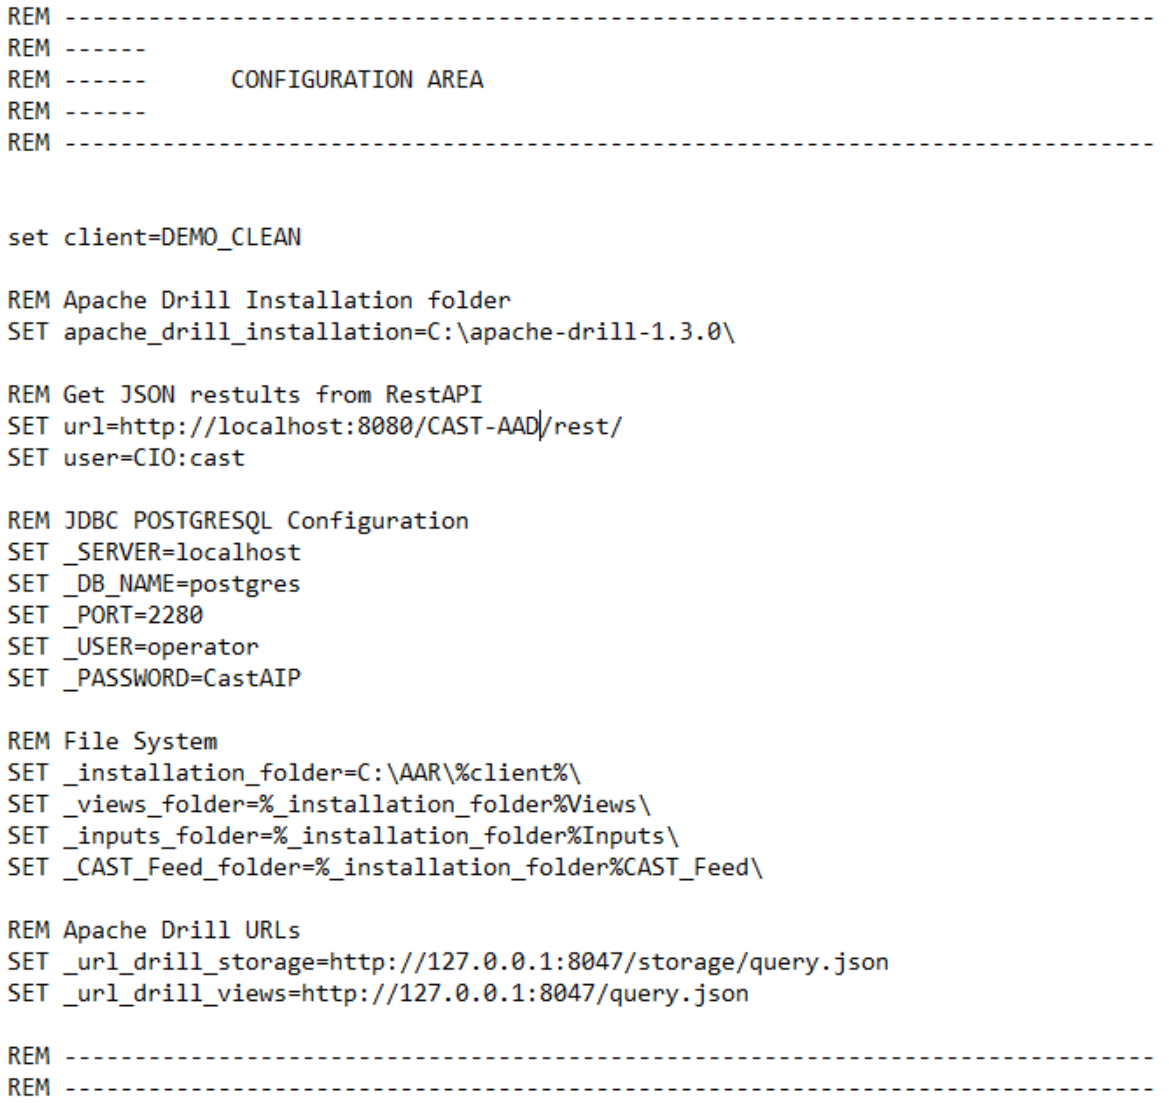 REM ------------------------------------------------------------------------------
REM ------
REM ------      CONFIGURATION AREA
REM ------
REM ------------------------------------------------------------------------------
set client=DEMO_CLEAN
REM Apache Drill Installation folder
SET apache_drill_installation=C:\apache-drill-1.3.0\
REM Get JSON restults from RestAPI
SET url=http://localhost:8080/CAST-AAD/rest/
SET user=CIO:cast
REM JDBC POSTGRESQL Configuration
SET _SERVER=localhost
SET _DB_NAME=postgres
SET _PORT=2280
SET _USER=operator
SET _PASSWORD=CastAIP
REM File System
SET _installation_folder=C:\AAR\%client%\
SET _views_folder=%_installation_folder%Views\
SET _inputs_folder=%_installation_folder%Inputs\
SET _CAST_Feed_folder=%_installation_folder%CAST_Feed\
REM Apache Drill URLs
SET _url_drill_storage=http://127.0.0.1:8047/storage/query.json
SET _url_drill_views=http://127.0.0.1:8047/query.json
REM ------------------------------------------------------------------------------
REM ------------------------------------------------------------------------------